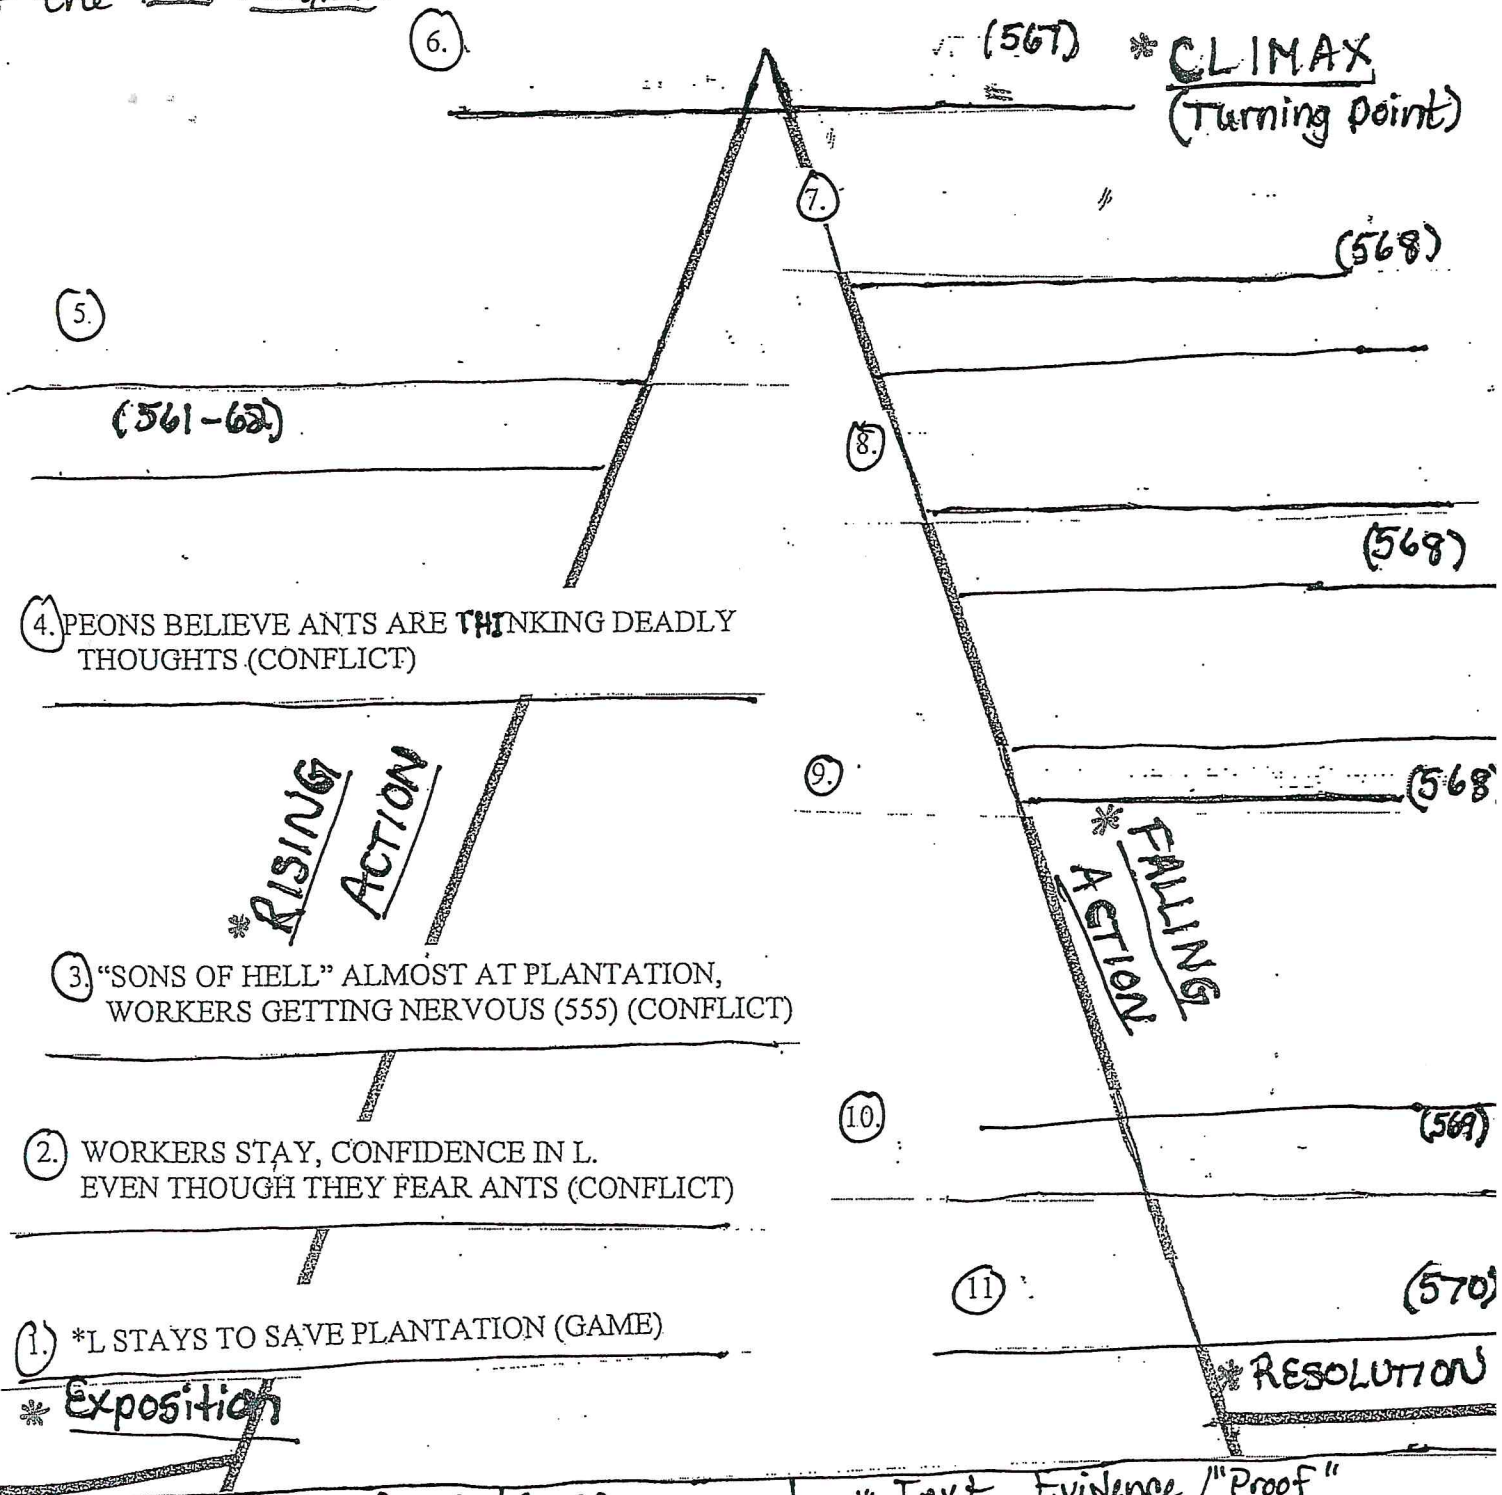 the
6.
(567) * CLIMAX
(Turning Point)
7.
(568)
5.
(561-62)
8.
(568)
4. PEONS BELIEVE ANTS ARE THINKING DEADLY
THOUGHTS (CONFLICT)
9.
(568
* RISING
ACTION
* FALLING
ACTION
3. “SONS OF HELL” ALMOST AT PLANTATION,
WORKERS GETTING NERVOUS (555) (CONFLICT)
10.
(569)
2. WORKERS STAY, CONFIDENCE IN L.
EVEN THOUGH THEY FEAR ANTS (CONFLICT)
11
(570)
1. *L STAYS TO SAVE PLANTATION (GAME)
* RESOLUTION
* Exposition
Text Evidence / "Proof"